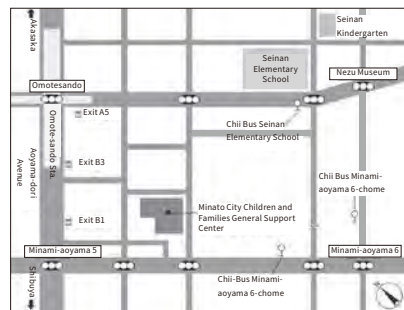 Akasaka
Seinan
Kindergarten
Seinan
Elementary
School
Nezu Museum
Omotesando
Exit A5
Omote-sando Sta
Chii Bus Seinan
Elementary School
Aoyama-dori
Avenue
Exit B3
Chii Bus Minami-
aoyama 6-chome
Minato City Children and
Families General Support
Center
Exit B1
Minami-aoyama 5
Minami-aoyama 6
Shibuya
Chii-Bus Minami-
aoyama 6-chome